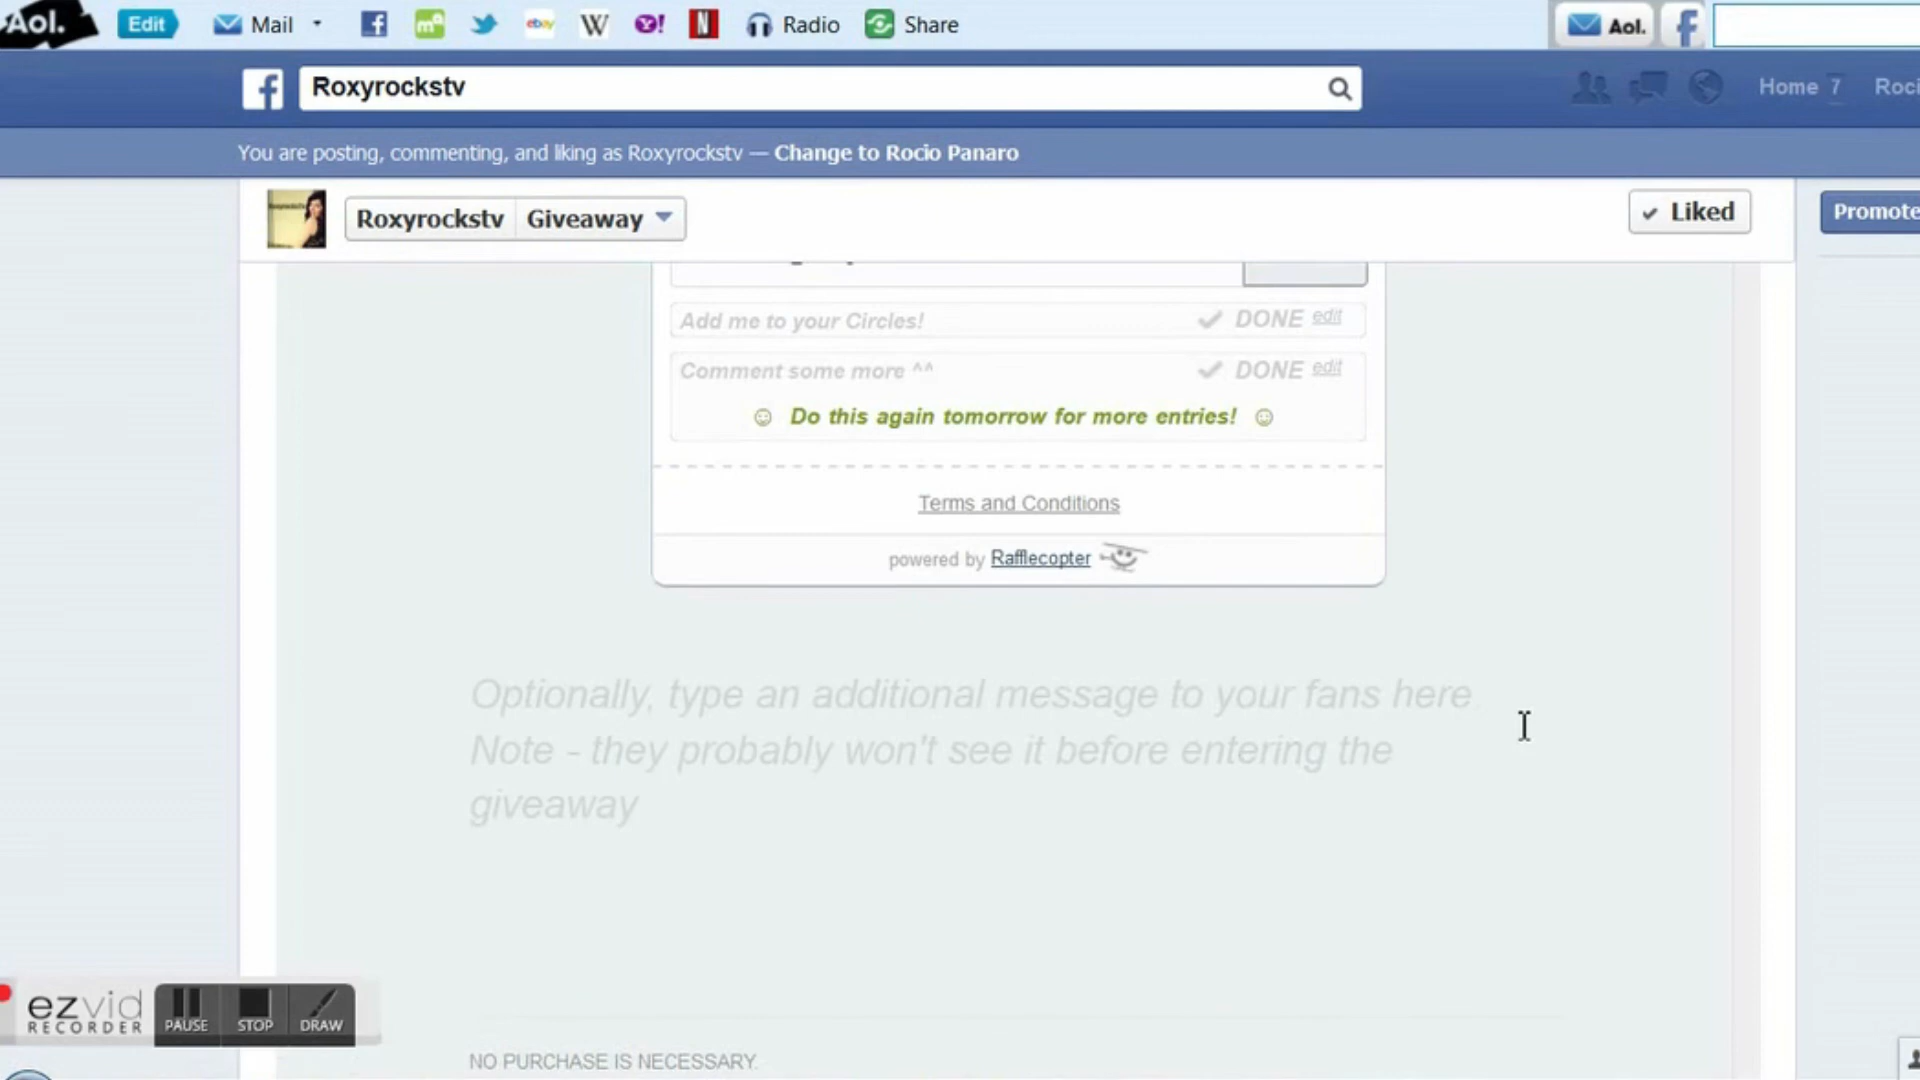 Aol. Edit Mail f m@ ebay W Y! N Radio Share Aol. f
f Roxyrockstv Home 7 Roci
You are posting, commenting, and liking as Roxyrockstv — Change to Rocio Panaro
Roxyrockstv Giveaway Liked Promote
Add me to your Circles! DONE edit
Comment some more ^^ DONE edit
Do this again tomorrow for more entries!
Terms and Conditions
powered by Rafflecopter
Optionally, type an additional message to your fans here.
Note - they probably won't see it before entering the
giveaway
ezvid
RECORDER PAUSE STOP DRAW
NO PURCHASE IS NECESSARY.